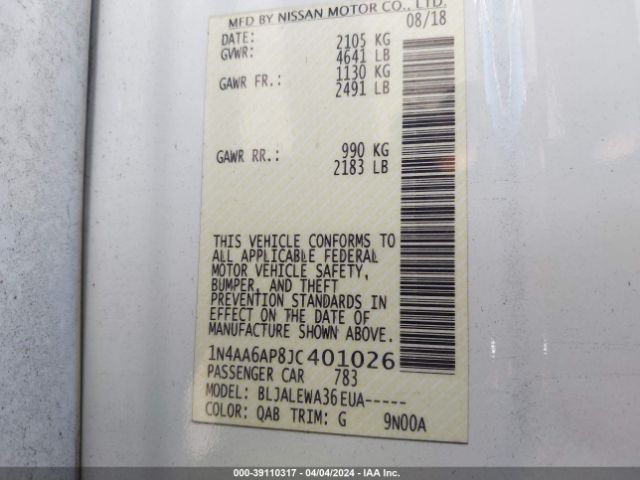 MFD BY NISSAN MOTOR CO., LTD.
08/18
DATE: 2105 KG
GVWR: 4641 LB
1130 KG
GAWR FR.: 2491 LB
GAWR RR.: 990 KG
2183 LB
THIS VEHICLE CONFORMS TO
ALL APPLICABLE FEDERAL
MOTOR VEHICLE SAFETY,
BUMPER, AND THEFT
PREVENTION STANDARDS IN
EFFECT ON THE DATE OF
MANUFACTURE SHOWN ABOVE.
1N4AA6AP8JC401026
PASSENGER CAR 783
MODEL: BLJALEWA36EUA-----
COLOR: QAB TRIM: G 9N00A
000-39110317 - 04/04/2024 - IAA Inc.